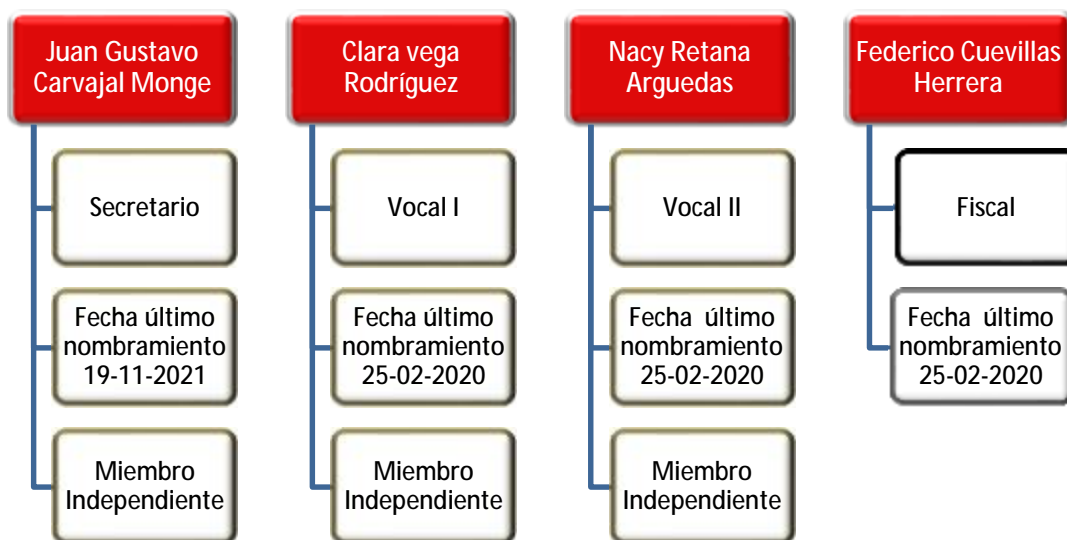 Juan Gustavo
Carvajal Monge
Secretario
Fecha último
nombramiento
19-11-2021
Miembro
Independiente
Clara vega
Rodríguez
Vocal I
Fecha último
nombramiento
25-02-2020
Miembro
Independiente
Nacy Retana
Arguedas
Vocal II
Fecha último
nombramiento
25-02-2020
Miembro
Independiente
Federico Cuevillas
Herrera
Fiscal
Fecha último
nombramiento
25-02-2020